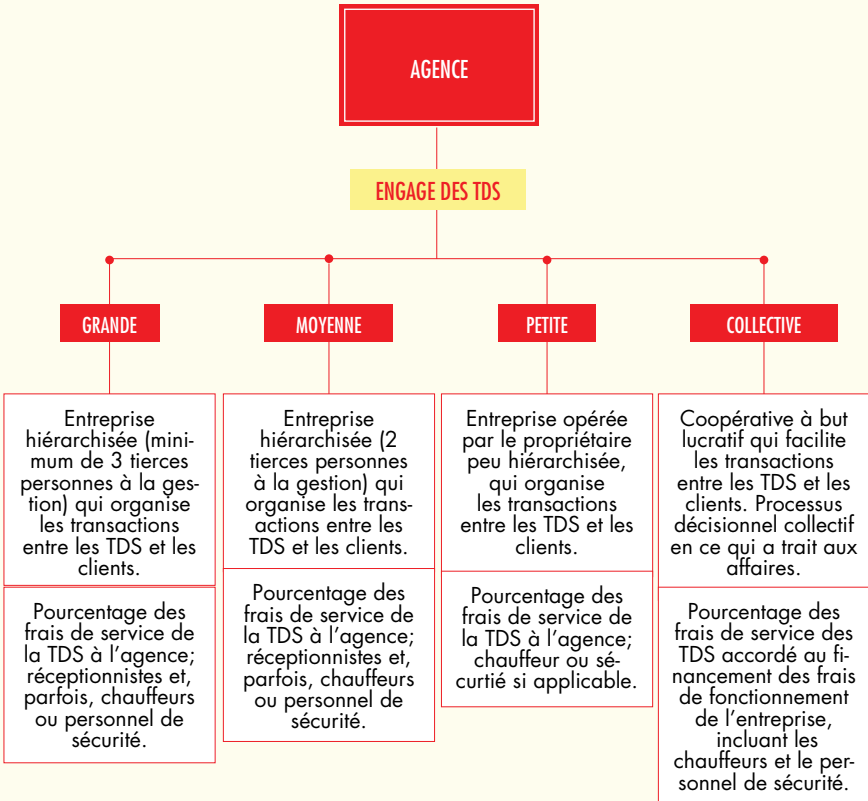 AGENCE
ENGAGE DES TDS
GRANDE
MOYENNE
PETITE
COLLECTIVE
Entreprise
hiérarchisée (mini-
mum de 3 tierces
personnes à la ges-
tion) qui organise
les transactions
entre les TDS et les
clients.
Entreprise
hiérarchisée (2
tierces personnes
à la gestion) qui
organise les trans-
actions entre les
TDS et les clients.
Entreprise opérée
par le propriétaire
peu hiérarchisée,
qui organise
les transactions
entre les TDS et les
clients.
Coopérative à but
lucratif qui facilite
les transactions
entre les TDS et les
clients. Processus
décisionnel collectif
en ce qui a trait aux
affaires.
Pourcentage des
frais de service de
la TDS à l’agence;
réceptionnistes et,
parfois, chauffeurs
ou personnel de
sécurité.
Pourcentage des
frais de service de
la TDS à l’agence;
réceptionnistes et,
parfois, chauffeurs
ou personnel de
sécurité.
Pourcentage des
frais de service de
la TDS à l’agence;
chauffeur ou sé-
curtié si applicable.
Pourcentage des
frais de service des
TDS accordé au fi-
nancement des frais
de fonctionnement
de l’entreprise,
incluant les
chauffeurs et le per-
sonnel de sécurité.